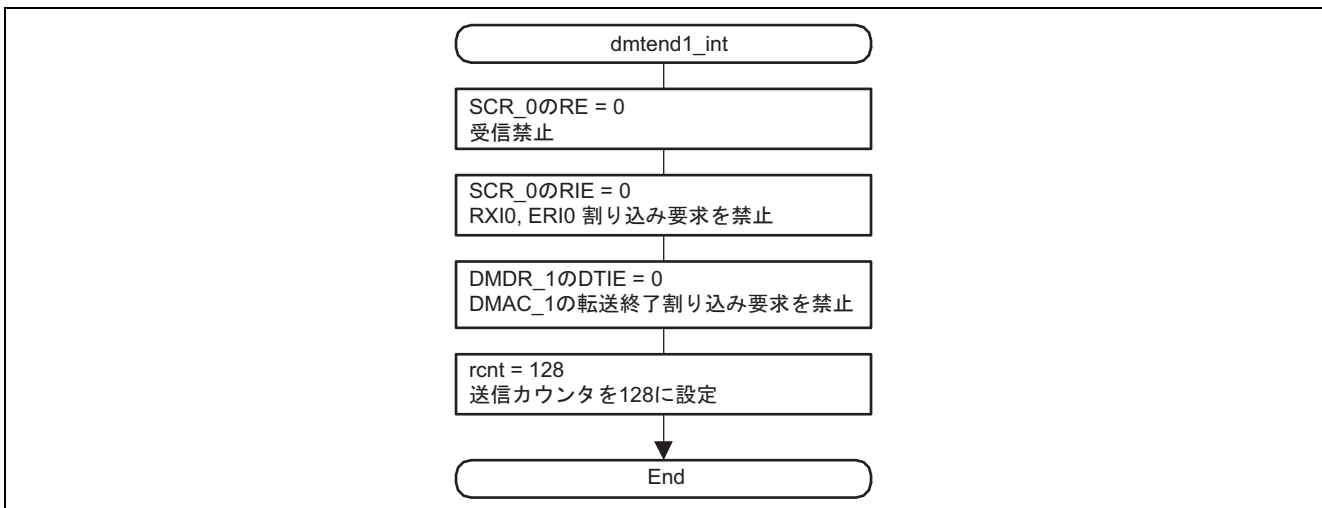 dmtend1_int
SCR_0のRE = 0
受信禁止
SCR_0のRIE = 0
RXI0, ERI0 割り込み要求を禁止
DMDR_1のDTIE = 0
DMAC_1の転送終了割り込み要求を禁止
rcnt = 128
送信カウンタを128に設定
End